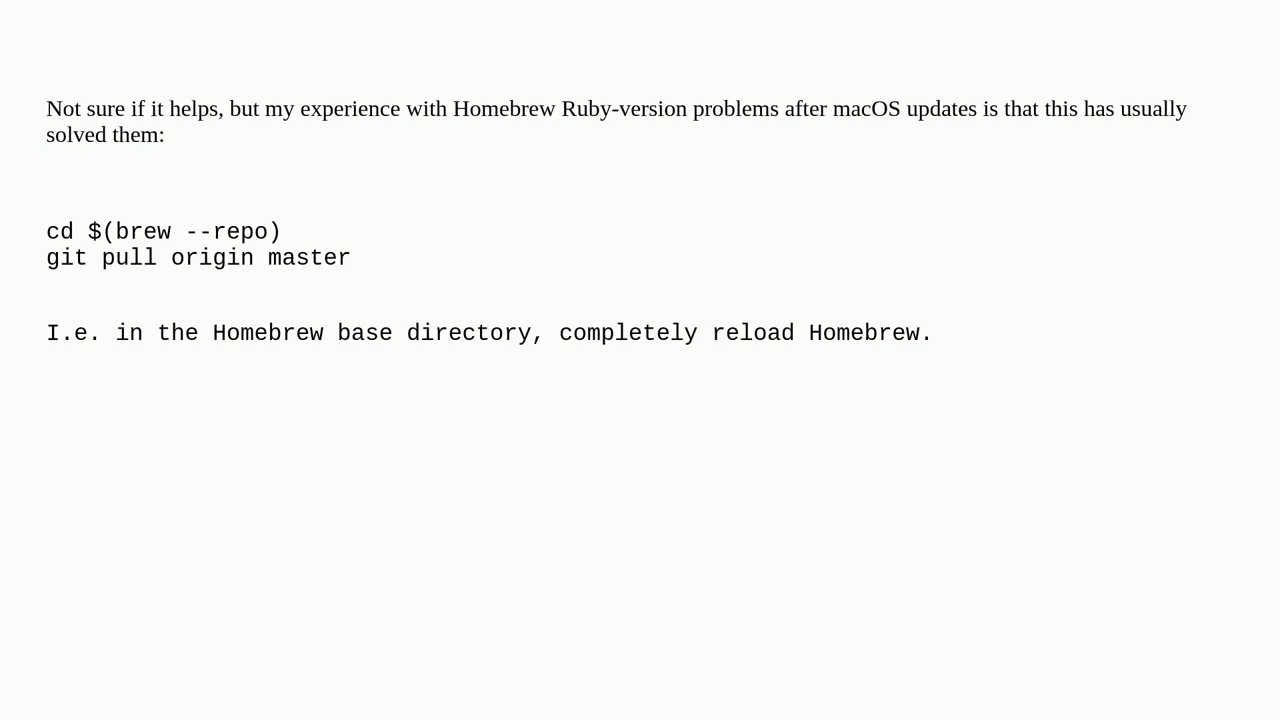 Not sure if it helps, but my experience with Homebrew Ruby-version problems after macOS updates is that this has usually
solved them:
cd $(brew --repo)
git pull origin master
I.e. in the Homebrew base directory, completely reload Homebrew.